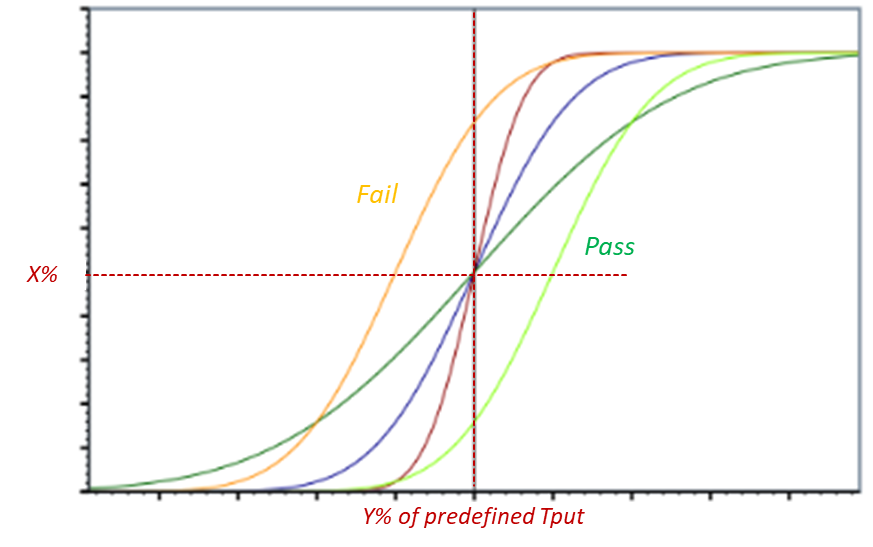 Fail
Pass
X%
Y% of predefined Tput